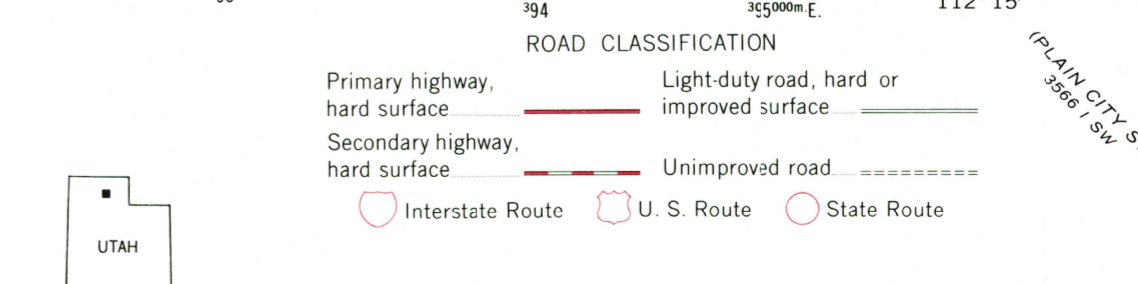 394
395000m.E.
112° 15'
ROAD CLASSIFICATION
Primary highway,
hard surface
Light-duty road, hard or
improved surface
Secondary highway,
hard surface
Unimproved road
Interstate Route
U. S. Route
State Route
(PLAIN CITY
3566 I SW
UTAH